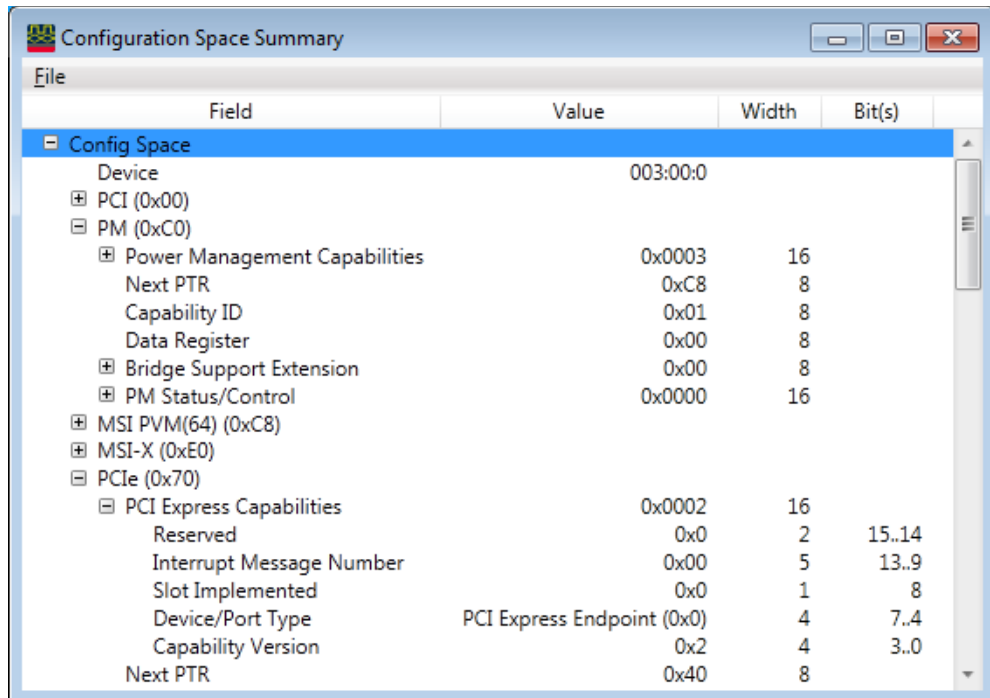 Configuration Space Summary
File
Field Value Width Bit(s)
Config Space
Device 003:00:0
PCI (0x00)
PM (0xC0)
Power Management Capabilities 0x0003 16
Next PTR 0xC8 8
Capability ID 0x01 8
Data Register 0x00 8
Bridge Support Extension 0x00 8
PM Status/Control 0x0000 16
MSI PVM(64) (0xC8)
MSI-X (0xE0)
PCIe (0x70)
PCI Express Capabilities 0x0002 16
Reserved 0x0 2 15..14
Interrupt Message Number 0x00 5 13..9
Slot Implemented 0x0 1 8
Device/Port Type PCI Express Endpoint (0x0) 4 7..4
Capability Version 0x2 4 3..0
Next PTR 0x40 8